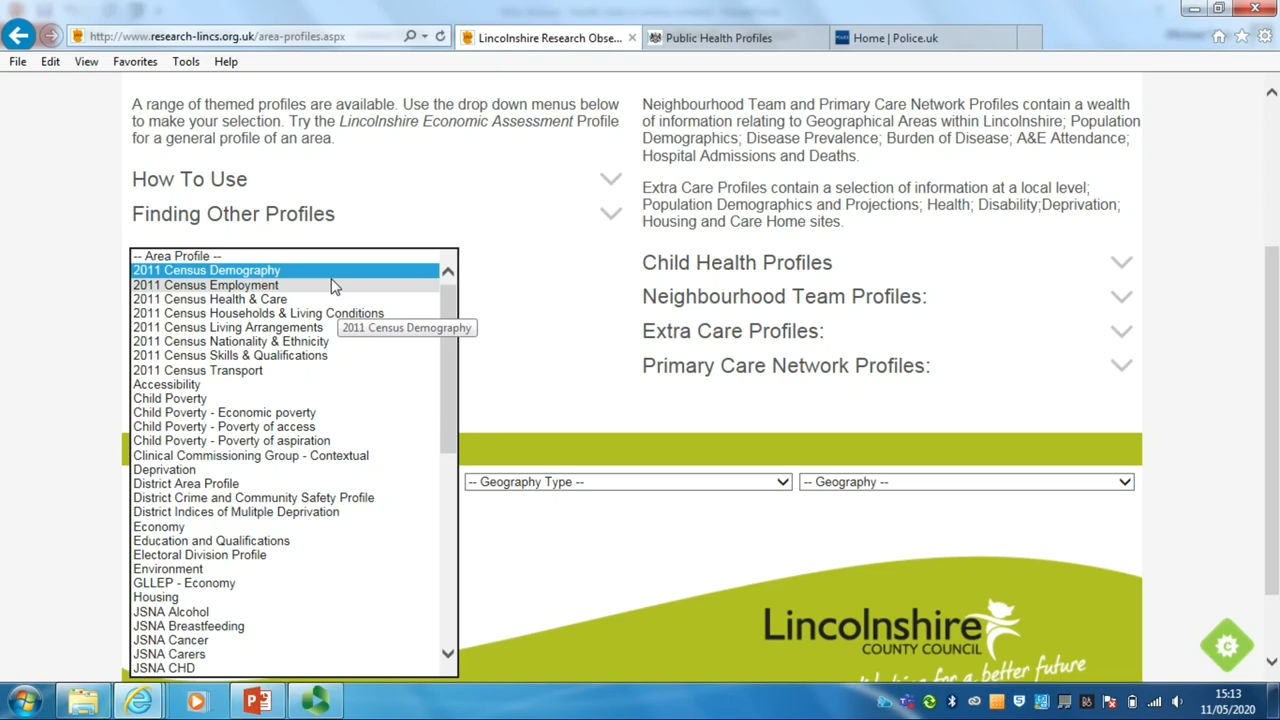 http://www.research-lincs.org.uk/area-profiles.aspx
Lincolnshire Research Obse...
Public Health Profiles
Home | Police.uk
File Edit View Favorites Tools Help
A range of themed profiles are available. Use the drop down menus below
to make your selection. Try the Lincolnshire Economic Assessment Profile
for a general profile of an area.
How To Use
Finding Other Profiles
-- Area Profile --
2011 Census Demography
2011 Census Employment
2011 Census Health & Care
2011 Census Households & Living Conditions
2011 Census Living Arrangements
2011 Census Demography
2011 Census Nationality & Ethnicity
2011 Census Skills & Qualifications
2011 Census Transport
Accessibility
Child Poverty
Child Poverty - Economic poverty
Child Poverty - Poverty of access
Child Poverty - Poverty of aspiration
Clinical Commissioning Group - Contextual
Deprivation
District Area Profile
District Crime and Community Safety Profile
District Indices of Mulitple Deprivation
Economy
Education and Qualifications
Electoral Division Profile
Environment
GLLEP - Economy
Housing
JSNA Alcohol
JSNA Breastfeeding
JSNA Cancer
JSNA Carers
JSNA CHD
Neighbourhood Team and Primary Care Network Profiles contain a wealth
of information relating to Geographical Areas within Lincolnshire; Population
Demographics; Disease Prevalence; Burden of Disease; A&E Attendance;
Hospital Admissions and Deaths.
Extra Care Profiles contain a selection of information at a local level;
Population Demographics and Projections; Health; Disability;Deprivation;
Housing and Care Home sites.
Child Health Profiles
Neighbourhood Team Profiles:
Extra Care Profiles:
Primary Care Network Profiles:
-- Geography Type --
-- Geography --
Lincolnshire
COUNTY COUNCIL
for a better future
15:13
11/05/2020